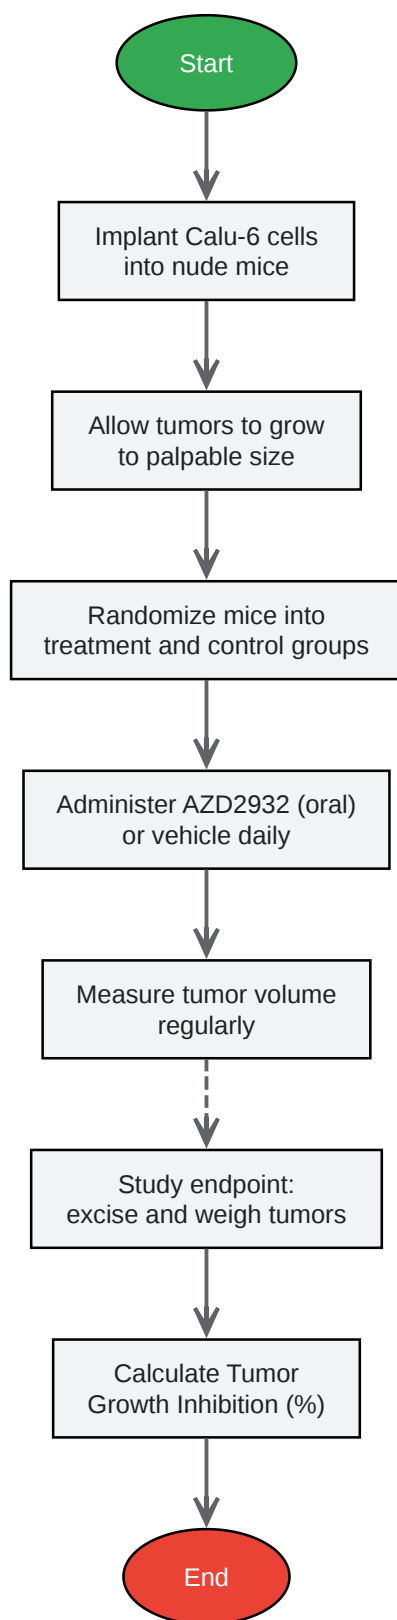 Start
Implant Calu-6 cells
into nude mice
Allow tumors to grow
to palpable size
Randomize mice into
treatment and control groups
Administer AZD2932 (oral)
or vehicle daily
Measure tumor volume
regularly
Study endpoint:
excise and weigh tumors
Calculate Tumor
Growth Inhibition (%)
End